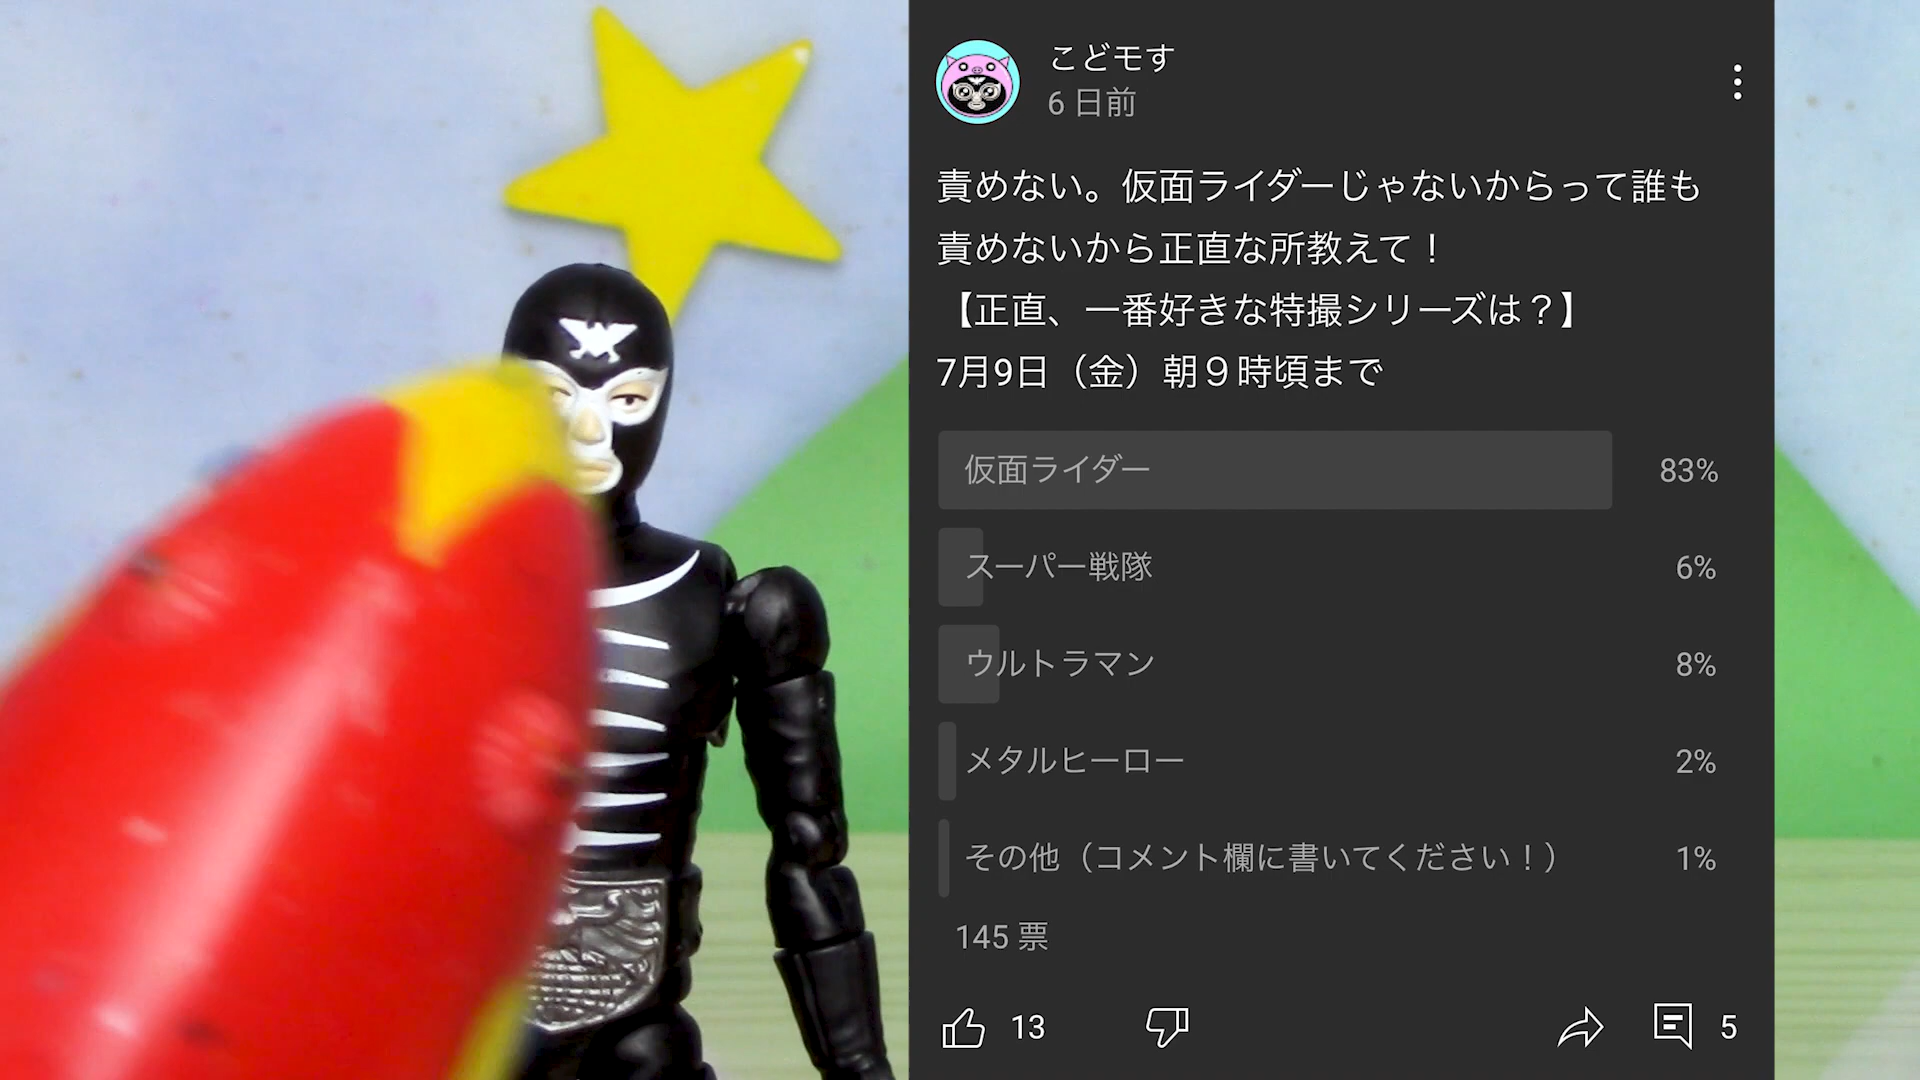 こどモす
6 日前
責めない。仮面ライダーじゃないからって誰も
責めないから正直な所教えて！
【正直、一番好きな特撮シリーズは？】
7月9日（金）朝９時頃まで
仮面ライダー 83%
スーパー戦隊 6%
ウルトラマン 8%
メタルヒーロー 2%
その他（コメント欄に書いてください！） 1%
145 票
13 5